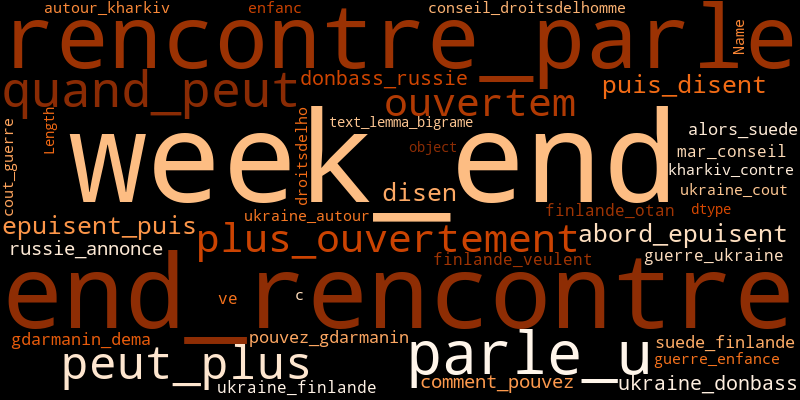 autour_kharkiv
enfanc
conseil_droitsdelhomme
rencontre_parle
Name
quand_peut
donbass_russie
puis_disent
ouvertem
Length
droitsdelho
text_lemma_bigrame
cout_guerre
week_end
object
alors_suede
mar_conseil
kharkiv_contre
disen
ukraine_cout
ukraine_autour
finlande_otan
dtype
epuisent_puis
plus_ouvertement
abord_epuisent
russie_annonce
finlande_veulent
guerre_ukraine
end_rencontre
ve
c
gdarmanin_dema
pouvez_gdarmanin
peut_plus
parle_u
suede_finlande
guerre_enfance
ukraine_finlande
comment_pouvez
ukraine_donbass